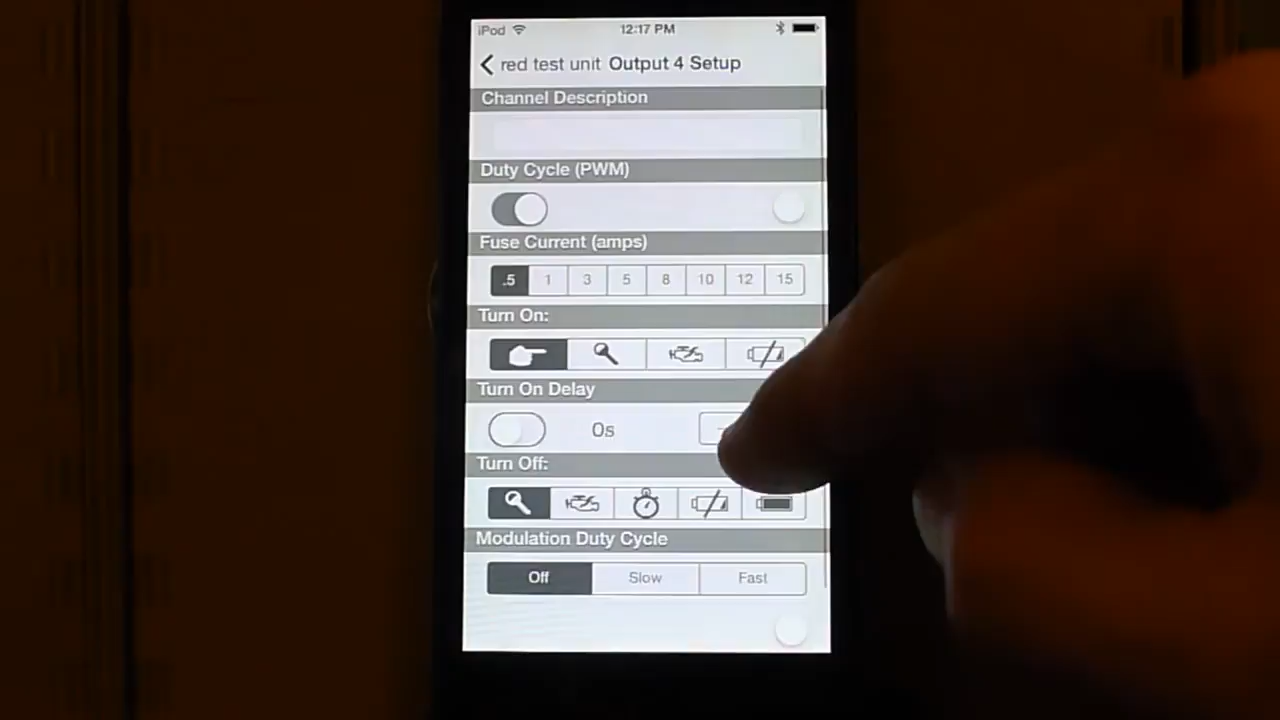 iPod 12:17 PM
red test unit Output 4 Setup
Channel Description
Duty Cycle (PWM)
Fuse Current (amps)
.5 1 3 5 8 10 12 15
Turn On:
Turn On Delay
0s
Turn Off:
Modulation Duty Cycle
Off Slow Fast